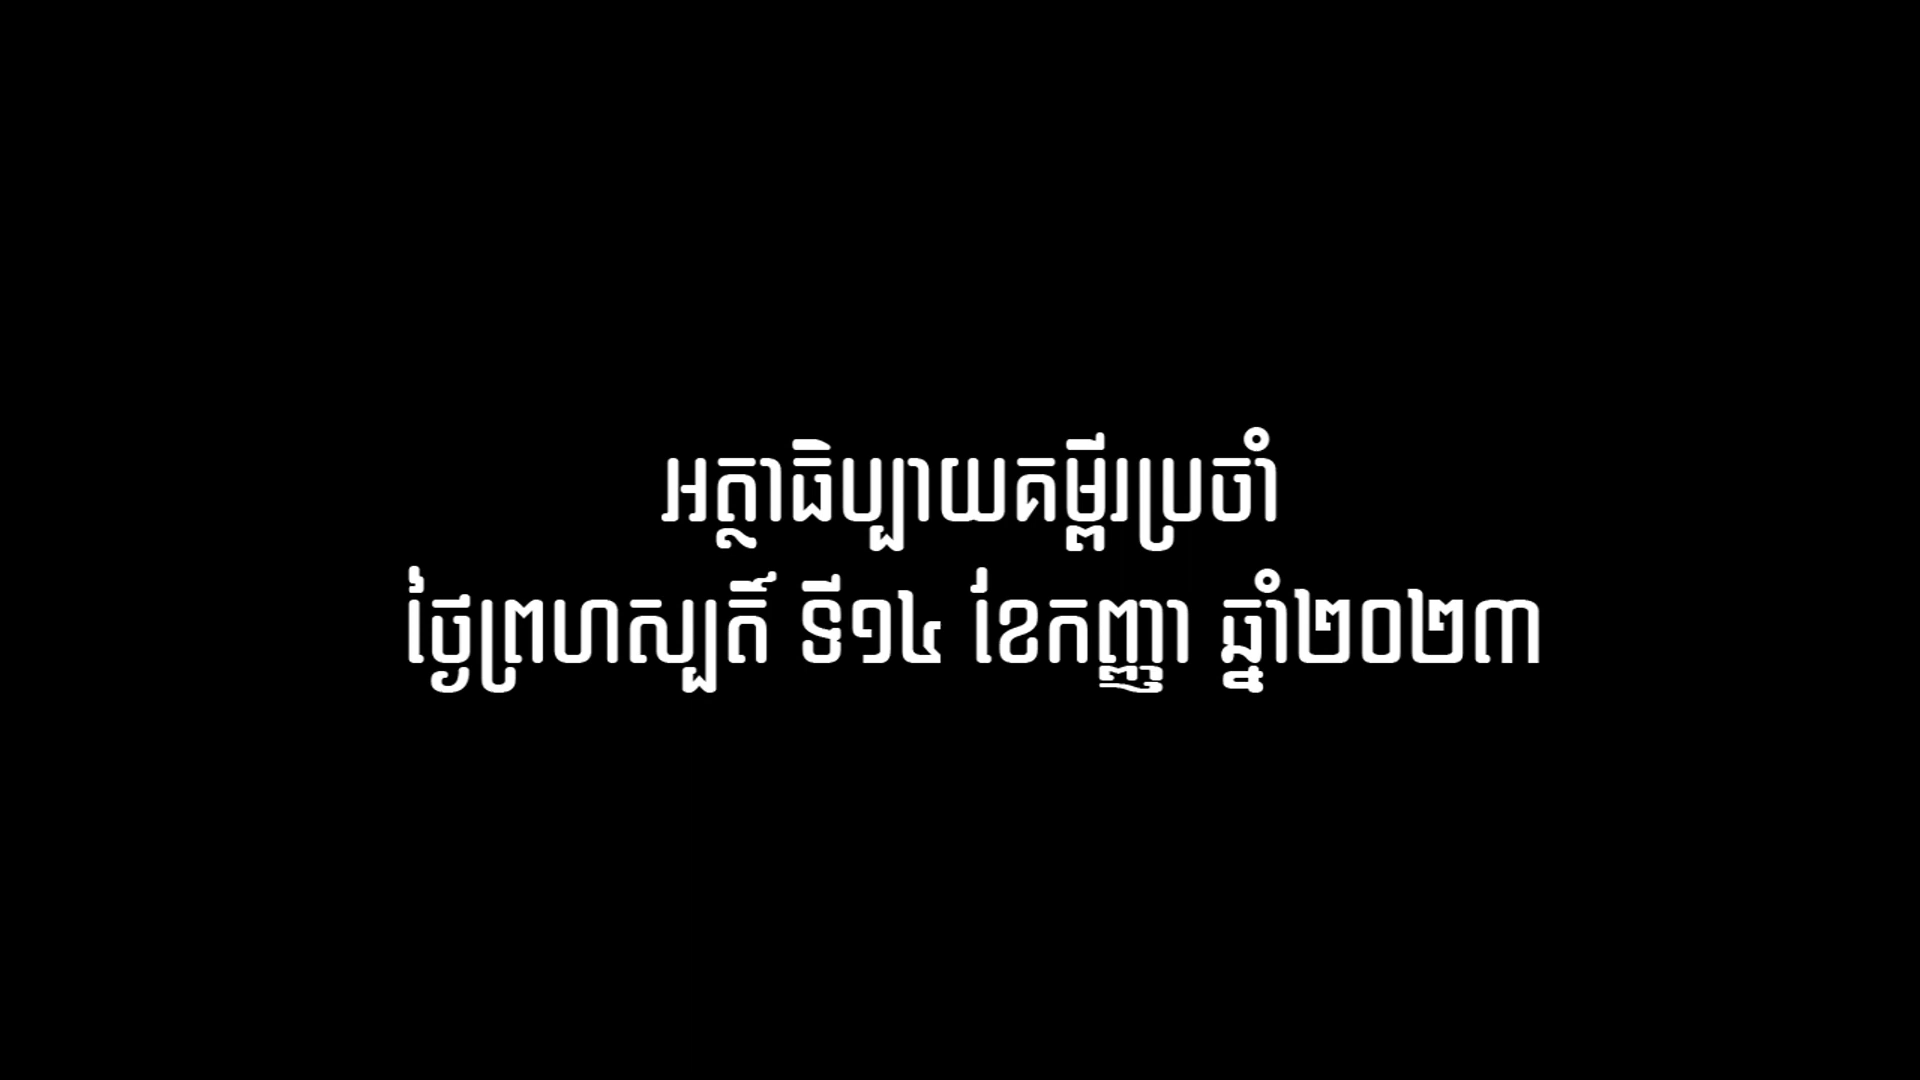 អត្ថាធិប្បាយគម្ពីរប្រចាំ
ថ្ងៃព្រហស្បតិ៍ ទី១៤ ខែកញ្ញា ឆ្នាំ២០២៣